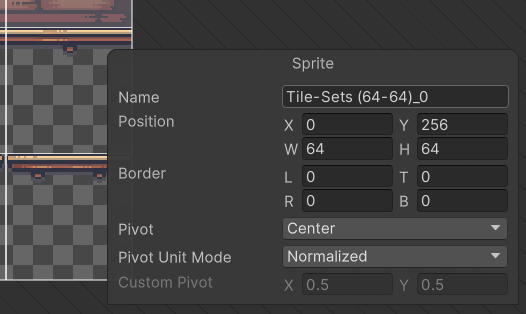 Sprite
Name Tile-Sets (64-64)_0
Position X 0 Y 256
W 64 H 64
Border L 0 T 0
R 0 B 0
Pivot Center
Pivot Unit Mode Normalized
Custom Pivot X 0.5 Y 0.5